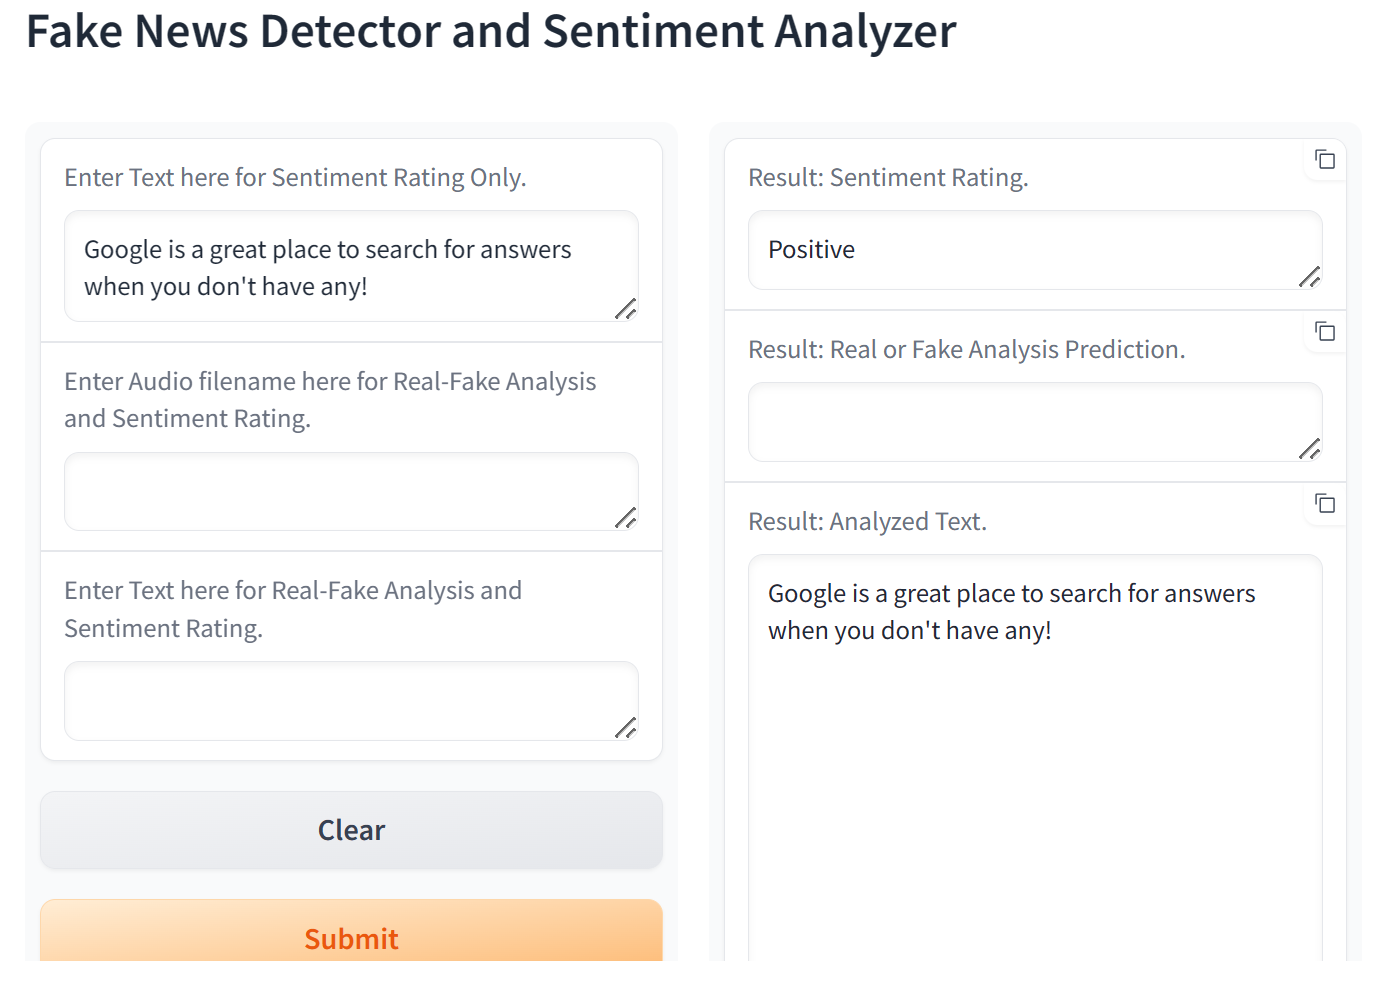 Fake News Detector and Sentiment Analyzer
Enter Text here for Sentiment Rating Only.
Google is a great place to search for answers
when you don't have any!
Enter Audio filename here for Real-Fake Analysis
and Sentiment Rating.
Enter Text here for Real-Fake Analysis and
Sentiment Rating.
Clear
Submit
Result: Sentiment Rating.
Positive
Result: Real or Fake Analysis Prediction.
Result: Analyzed Text.
Google is a great place to search for answers
when you don't have any!